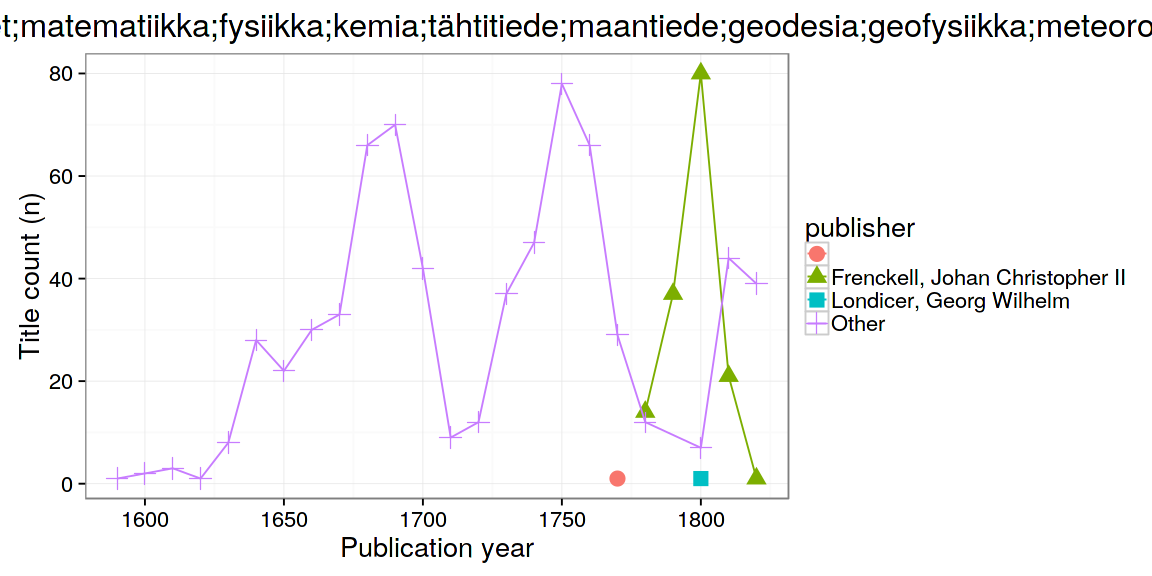 t;matematiikka;fysiikka;kemia;tähtitiede;maantiede;geodesia;geofysiikka;meteoro
80
60
40
20
0
Title count (n)
1600 1650 1700 1750 1800
Publication year
publisher
Frenckell, Johan Christopher II
Londicer, Georg Wilhelm
Other